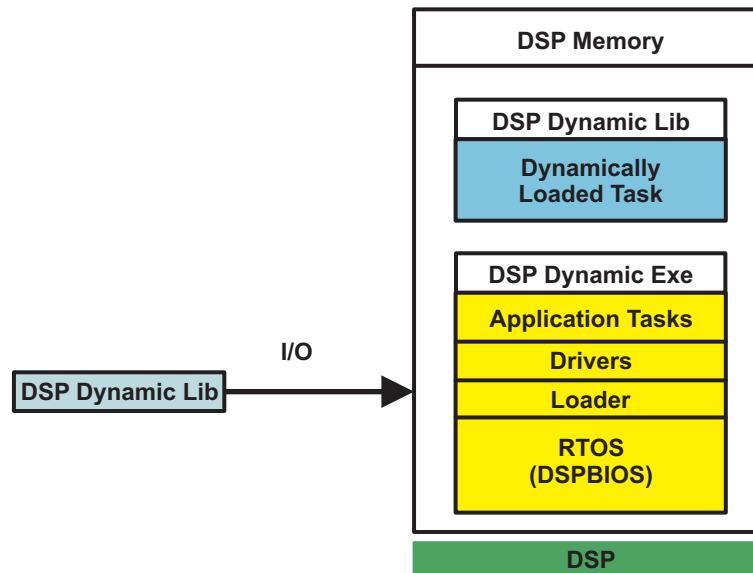 DSP Memory
DSP Dynamic Lib
Dynamically
Loaded Task
DSP Dynamic Exe
Application Tasks
Drivers
Loader
RTOS
(DSPBIOS)
I/O
DSP Dynamic Lib
DSP